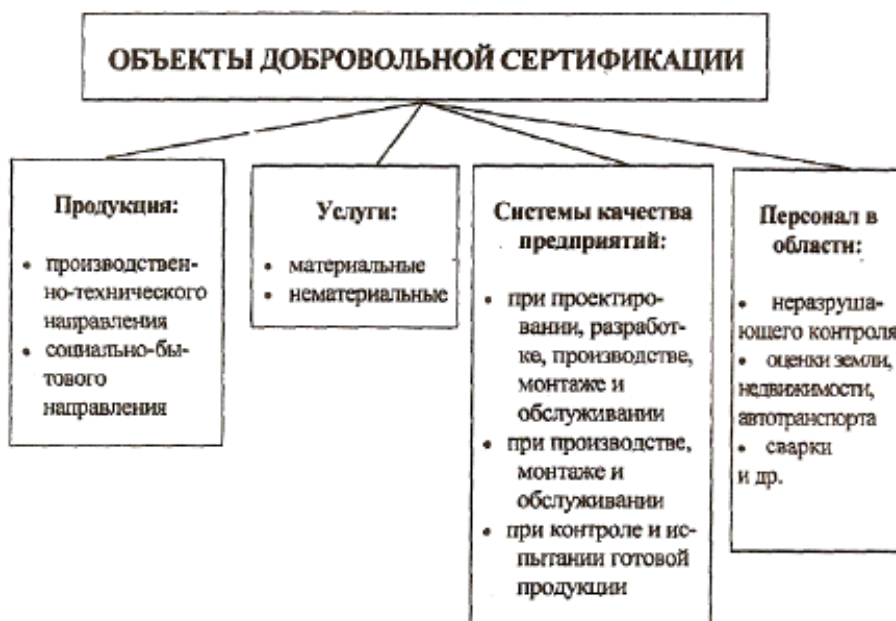 ОБЪЕКТЫ ДОБРОВОЛЬНОЙ СЕРТИФИКАЦИИ
Продукция:
• производствен-
но-технического
направления
• социально-бы-
тового
направления
Услуги:
• материальные
• нематериальные
Системы качества
предприятий:
• при проектиро-
вании, разработ-
ке, производстве,
монтаже и
обслуживании
• при производстве,
монтаже и
обслуживании
• при контроле и ис-
пытании готовой
продукции
Персонал в
области:
• неразруша-
ющего контроля
• оценки земли,
недвижимости,
автотранспорта
• сварки
и др.